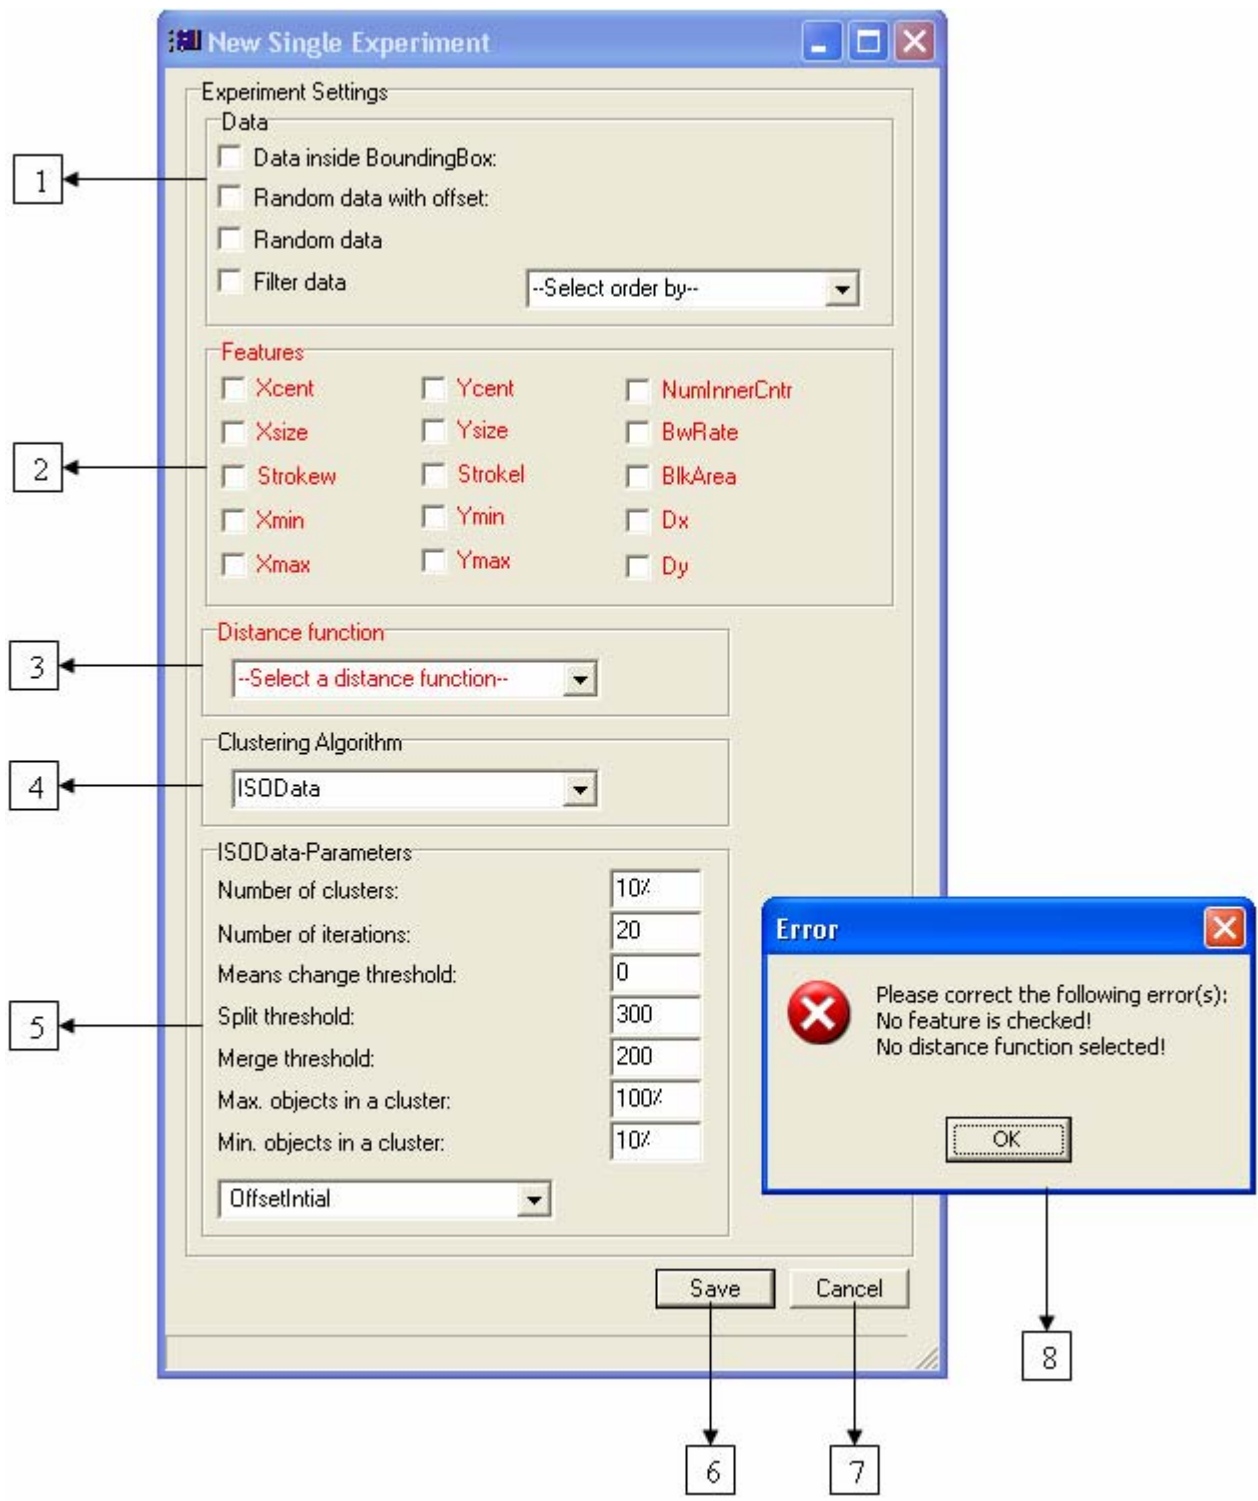 New Single Experiment
Experiment Settings
Data
1
Data inside BoundingBox:
Random data with offset:
Random data
Filter data
--Select order by--
Features
Xcent
Ycent
NumInnerCntr
Xsize
Ysize
BwRate
2
Strokew
Strokel
BlkArea
Xmin
Ymin
Dx
Xmax
Ymax
Dy
Distance function
3
--Select a distance function--
Clustering Algorithm
4
ISOData
ISOData-Parameters
Number of clusters: 10%
Number of iterations: 20
Means change threshold: 0
5
Split threshold: 300
Merge threshold: 200
Max. objects in a cluster: 100%
Min. objects in a cluster: 10%
OffsetIntial
Error
Please correct the following error(s):
No feature is checked!
No distance function selected!
OK
Save
Cancel
8
6
7